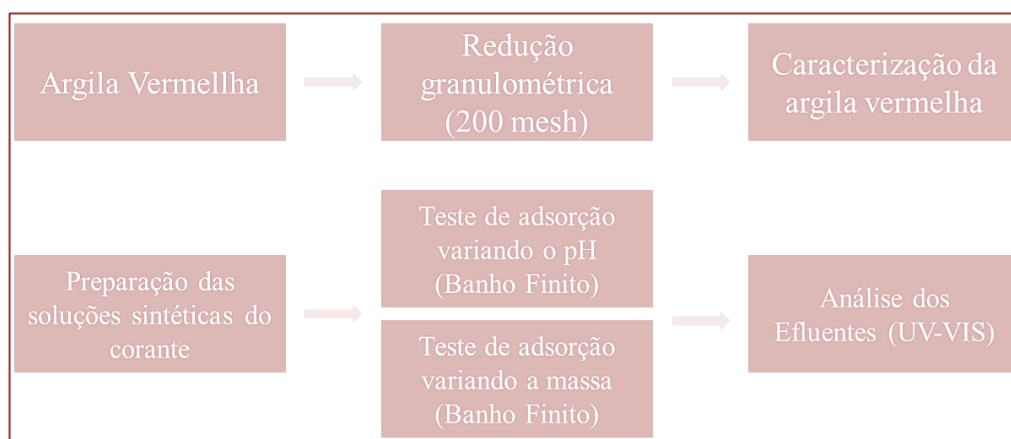 Argila Vermellha
Redução
granulométrica
(200 mesh)
Caracterização da
argila vermelha
Preparação das
soluções sintéticas do
corante
Teste de adsorção
variando o pH
(Banho Finito)
Teste de adsorção
variando a massa
(Banho Finito)
Análise dos
Efluentes (UV-VIS)